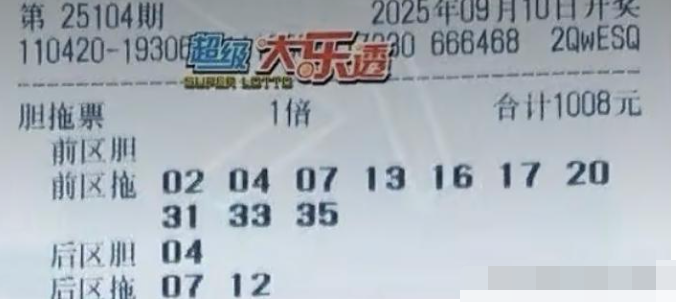 第 25104期 2025年09月10日开奖
110420-19306 超级大乐透 7030 666468 2QwESQ
SUPER LOTTO
胆拖票 1倍 合计1008元
前区胆
前区拖 02 04 07 13 16 17 20
31 33 35
后区胆 04
后区拖 07 12